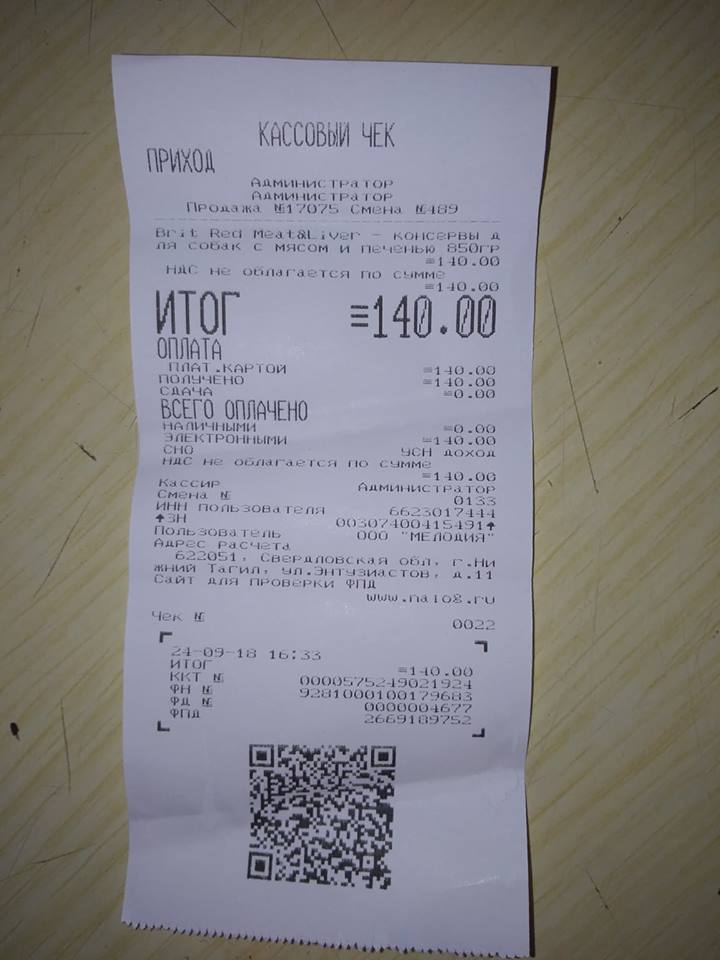 КАССОВЫЙ ЧЕК
ПРИХОД
Администратор
Администратор
Продажа №17075 Смена №489
Brit Red Meat&Liver - консервы д
ля собак с мясом и печенью 850гр
=140.00
НДС не облагается по сумме
=140.00
ИТОГ =140.00
ОПЛАТА
ПЛАТ.КАРТОЙ =140.00
ПОЛУЧЕНО =140.00
СДАЧА =0.00
ВСЕГО ОПЛАЧЕНО
НАЛИЧНЫМИ =0.00
ЭЛЕКТРОННЫМИ =140.00
СНО УСН доход
НДС не облагается по сумме
=140.00
Кассир Администратор
Смена № 0133
ИНН пользователя 6623017444
↑ЗН 00307400415491↑
Пользователь ООО "МЕЛОДИЯ"
Адрес расчета
622051, Свердловская обл, г.Ни
жний Тагил, ул.Энтузиастов, д.11
Сайт для проверки ФПД
www.nalog.ru
Чек № 0022
24-09-18 16:33
ИТОГ =140.00
ККТ № 0000575249021924
ФН № 9281000100179683
ФД № 0000004677
ФПД 2669189752